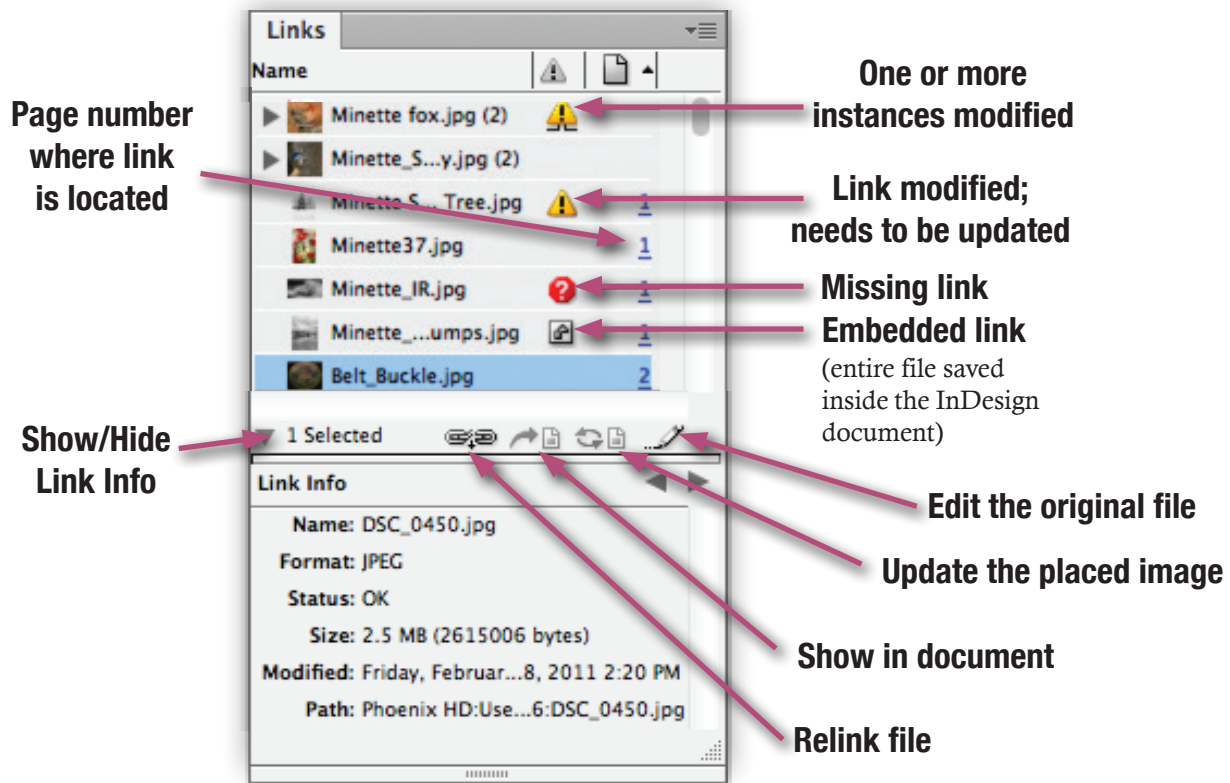 Links
Name
Minette fox.jpg (2)
Minette_S...y.jpg (2)
Minette S... Tree.jpg 1
Minette37.jpg 1
Minette_IR.jpg 1
Minette_...umps.jpg 1
Belt_Buckle.jpg 2
1 Selected
Link Info
Name: DSC_0450.jpg
Format: JPEG
Status: OK
Size: 2.5 MB (2615006 bytes)
Modified: Friday, Februar...8, 2011 2:20 PM
Path: Phoenix HD:Use...6:DSC_0450.jpg
Page number
where link
is located
Show/Hide
Link Info
One or more
instances modified
Link modified;
needs to be updated
Missing link
Embedded link
(entire file saved
inside the InDesign
document)
Edit the original file
Update the placed image
Show in document
Relink file